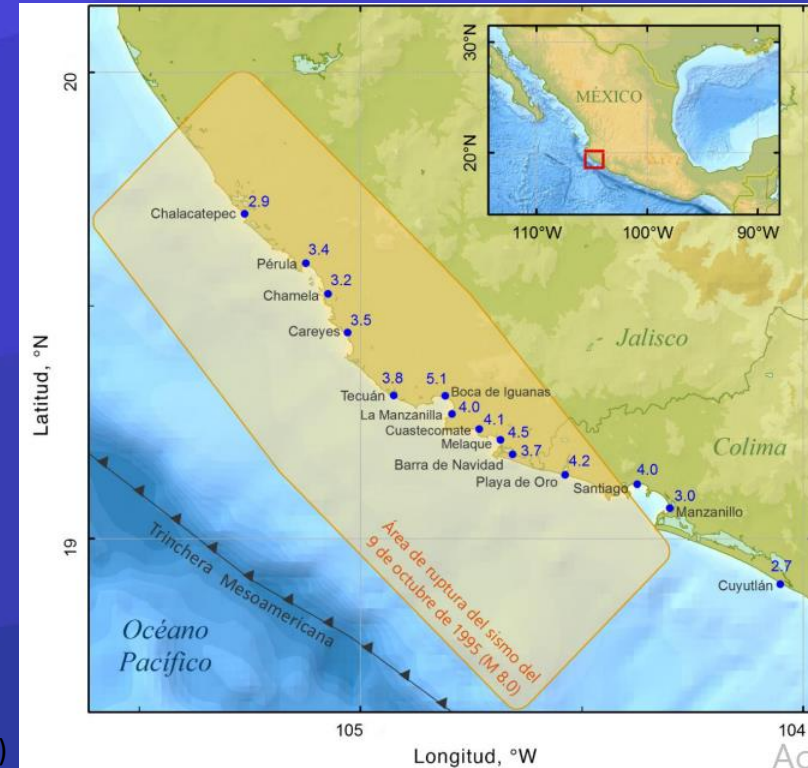 20
30°N
20°N
MÉXICO
110°W
100°W
90°W
2.9
Chalacatepec
3.4
Pérula
3.2
Chamela
3.5
Careyes
Jalisco
Latitud, °N
3.8
5.1
Tecuán
Boca de Iguanas
4.0
La Manzanilla
4.1
Cuastecomate
4.5
Melaque
3.7
Colima
Barra de Navidad
4.2
4.0
Playa de Oro
Santiago
3.0
Manzanillo
19
Trinchera Mesoamericana
Área de ruptura del sismo del
9 de octubre de 1995 (M 8.0)
2.7
Cuyutlán
Océano
Pacífico
105
104
Longitud, °W
)